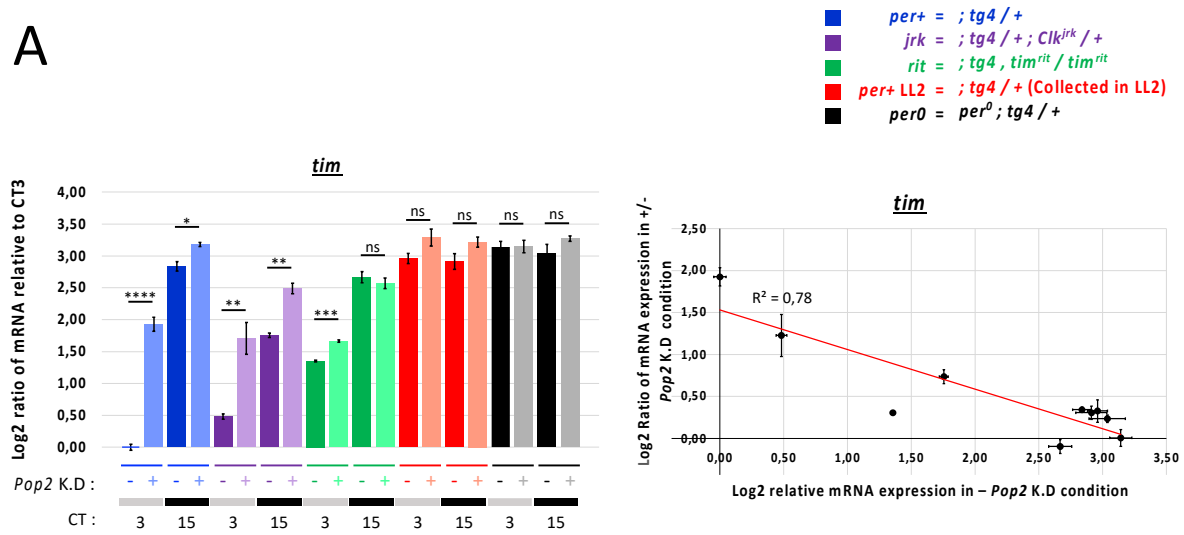 A
per+ = ; tg4 / +
jrk = ; tg4 / + ; Clkjrk / +
rit = ; tg4 , timrit / timrit
per+ LL2 = ; tg4 / + (Collected in LL2)
per0 = per0 ; tg4 / +
tim
Log2 ratio of mRNA relative to CT3
4,00
3,50
3,00
2,50
2,00
1,50
1,00
0,50
0,00
**** * ** ** *** ns ns ns ns ns
Pop2 K.D : - + - + - + - + - + - + - + - + - + - +
CT : 3 15 3 15 3 15 3 15 3 15
tim
Log2 Ratio of mRNA expression in +/-
Pop2 K.D condition
2,50
2,00
1,50
1,00
0,50
0,00
R² = 0,78
0,00 0,50 1,00 1,50 2,00 2,50 3,00 3,50
Log2 relative mRNA expression in – Pop2 K.D condition